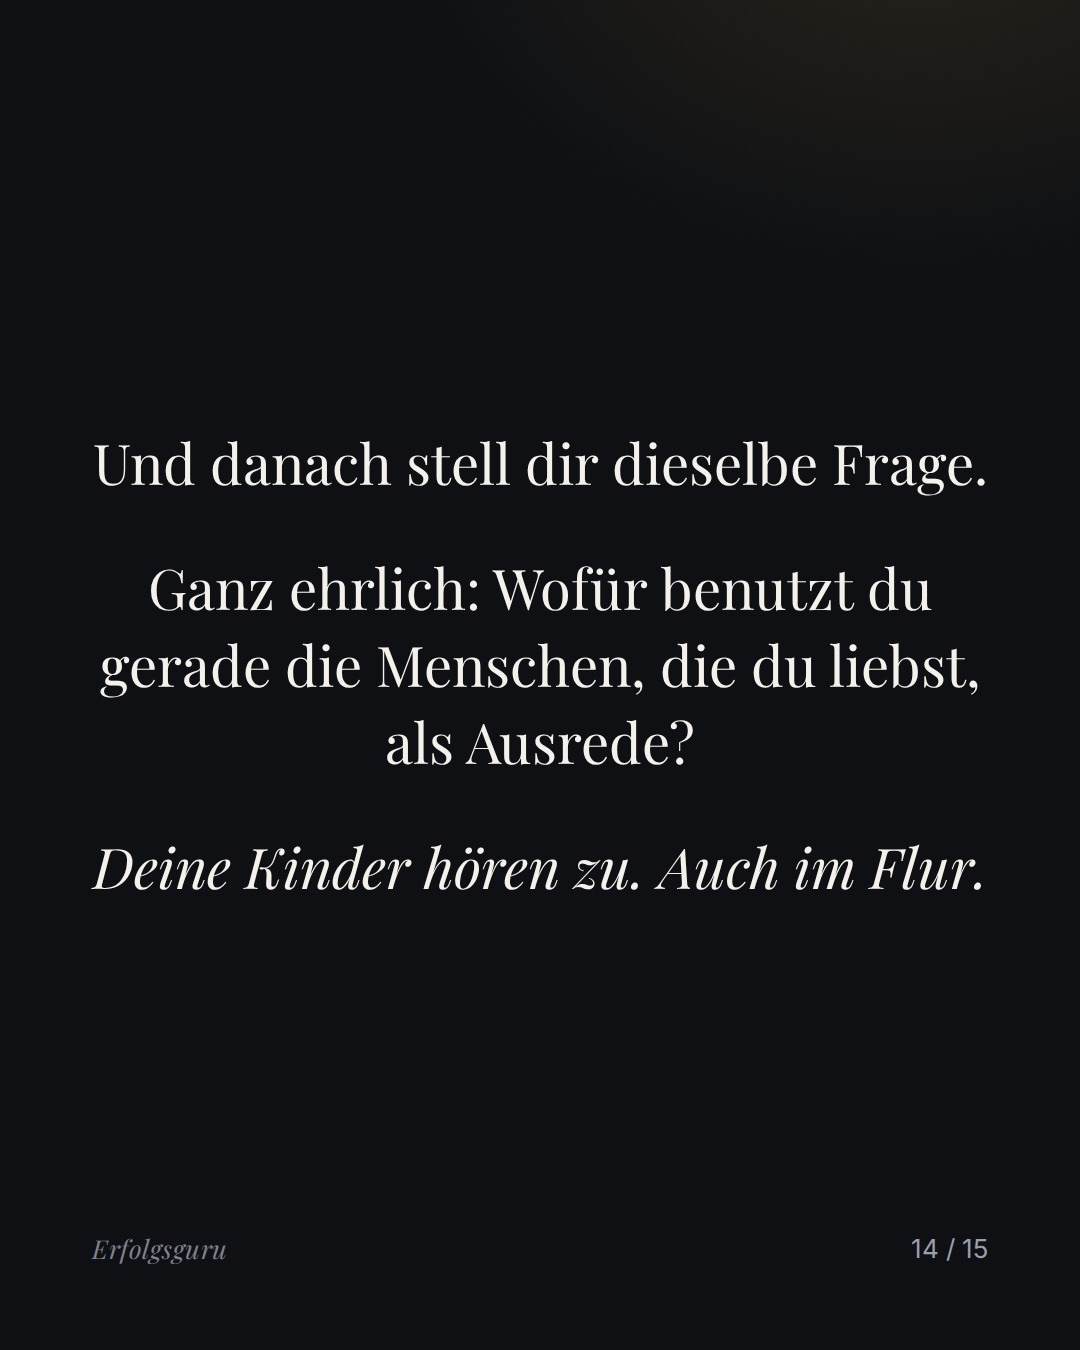 Und danach stell dir dieselbe Frage.
Ganz ehrlich: Wofür benutzt du
gerade die Menschen, die du liebst,
als Ausrede?
Deine Kinder hören zu. Auch im Flur.
Erfolgsguru
14 / 15